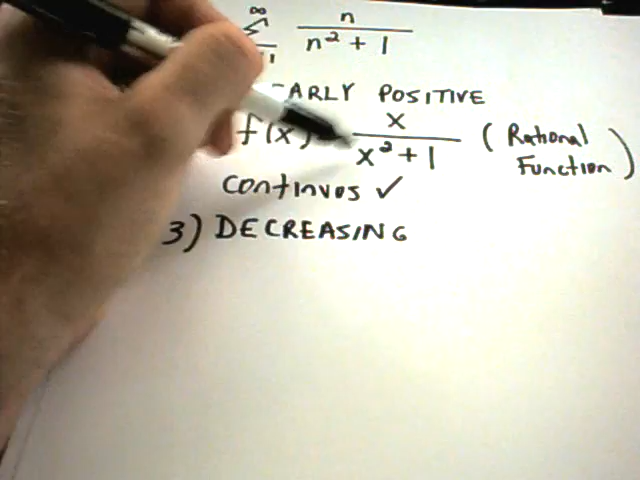 ∞
Σ n / (n² + 1)
ARLY POSITIVE
f(x) x / (x² + 1) (Rational Function)
continuos ✓
3) DECREASING